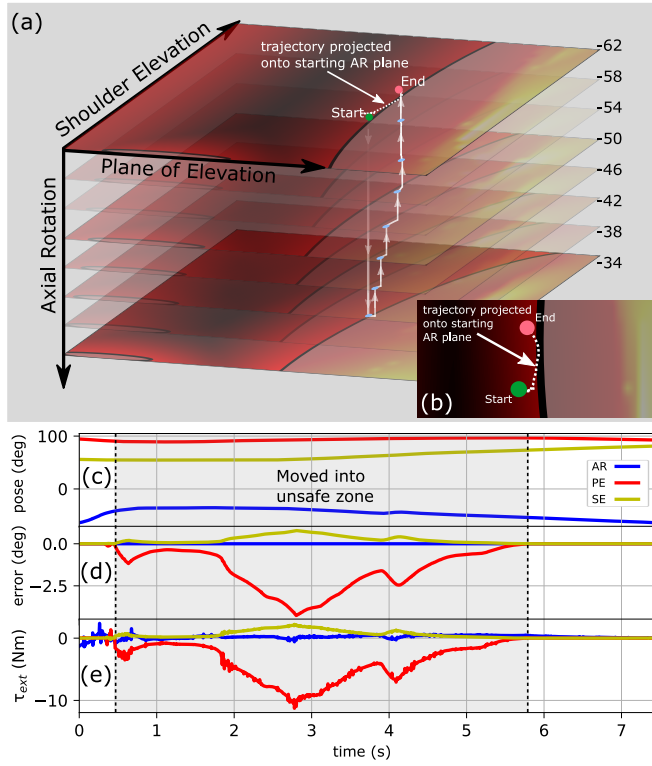 (a)
Shoulder Elevation
trajectory projected
onto starting AR plane
End
Start
Plane of Elevation
Axial Rotation
-62
-58
-54
-50
-46
-42
-38
-34
trajectory projected
onto starting
AR plane
End
Start
(b)
100
0
pose (deg)
(c)
Moved into
unsafe zone
AR
PE
SE
0.0
−2.5
error (deg)
(d)
0
−10
τext (Nm)
(e)
0 1 2 3 4 5 6 7
time (s)